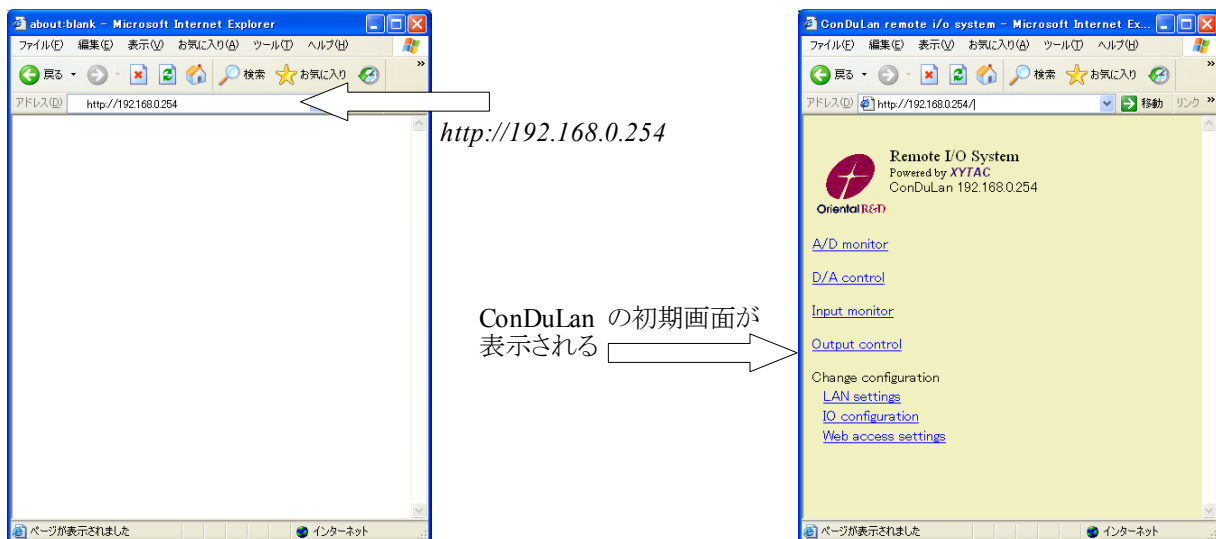 about:blank - Microsoft Internet Explorer
ファイル(F) 編集(E) 表示(V) お気に入り(A) ツール(T) ヘルプ(H)
戻る 検索 お気に入り »
アドレス(D) http://192.168.0.254
ページが表示されました インターネット
http://192.168.0.254
ConDuLan の初期画面が
表示される
ConDuLan remote i/o system - Microsoft Internet Ex...
ファイル(F) 編集(E) 表示(V) お気に入り(A) ツール(T) ヘルプ(H)
戻る 検索 お気に入り »
アドレス(D) http://192.168.0.254/ 移動 リンク »
Remote I/O System
Powered by XYTAC
ConDuLan 192.168.0.254
Oriental R&D
A/D monitor
D/A control
Input monitor
Output control
Change configuration
LAN settings
IO configuration
Web access settings
ページが表示されました インターネット